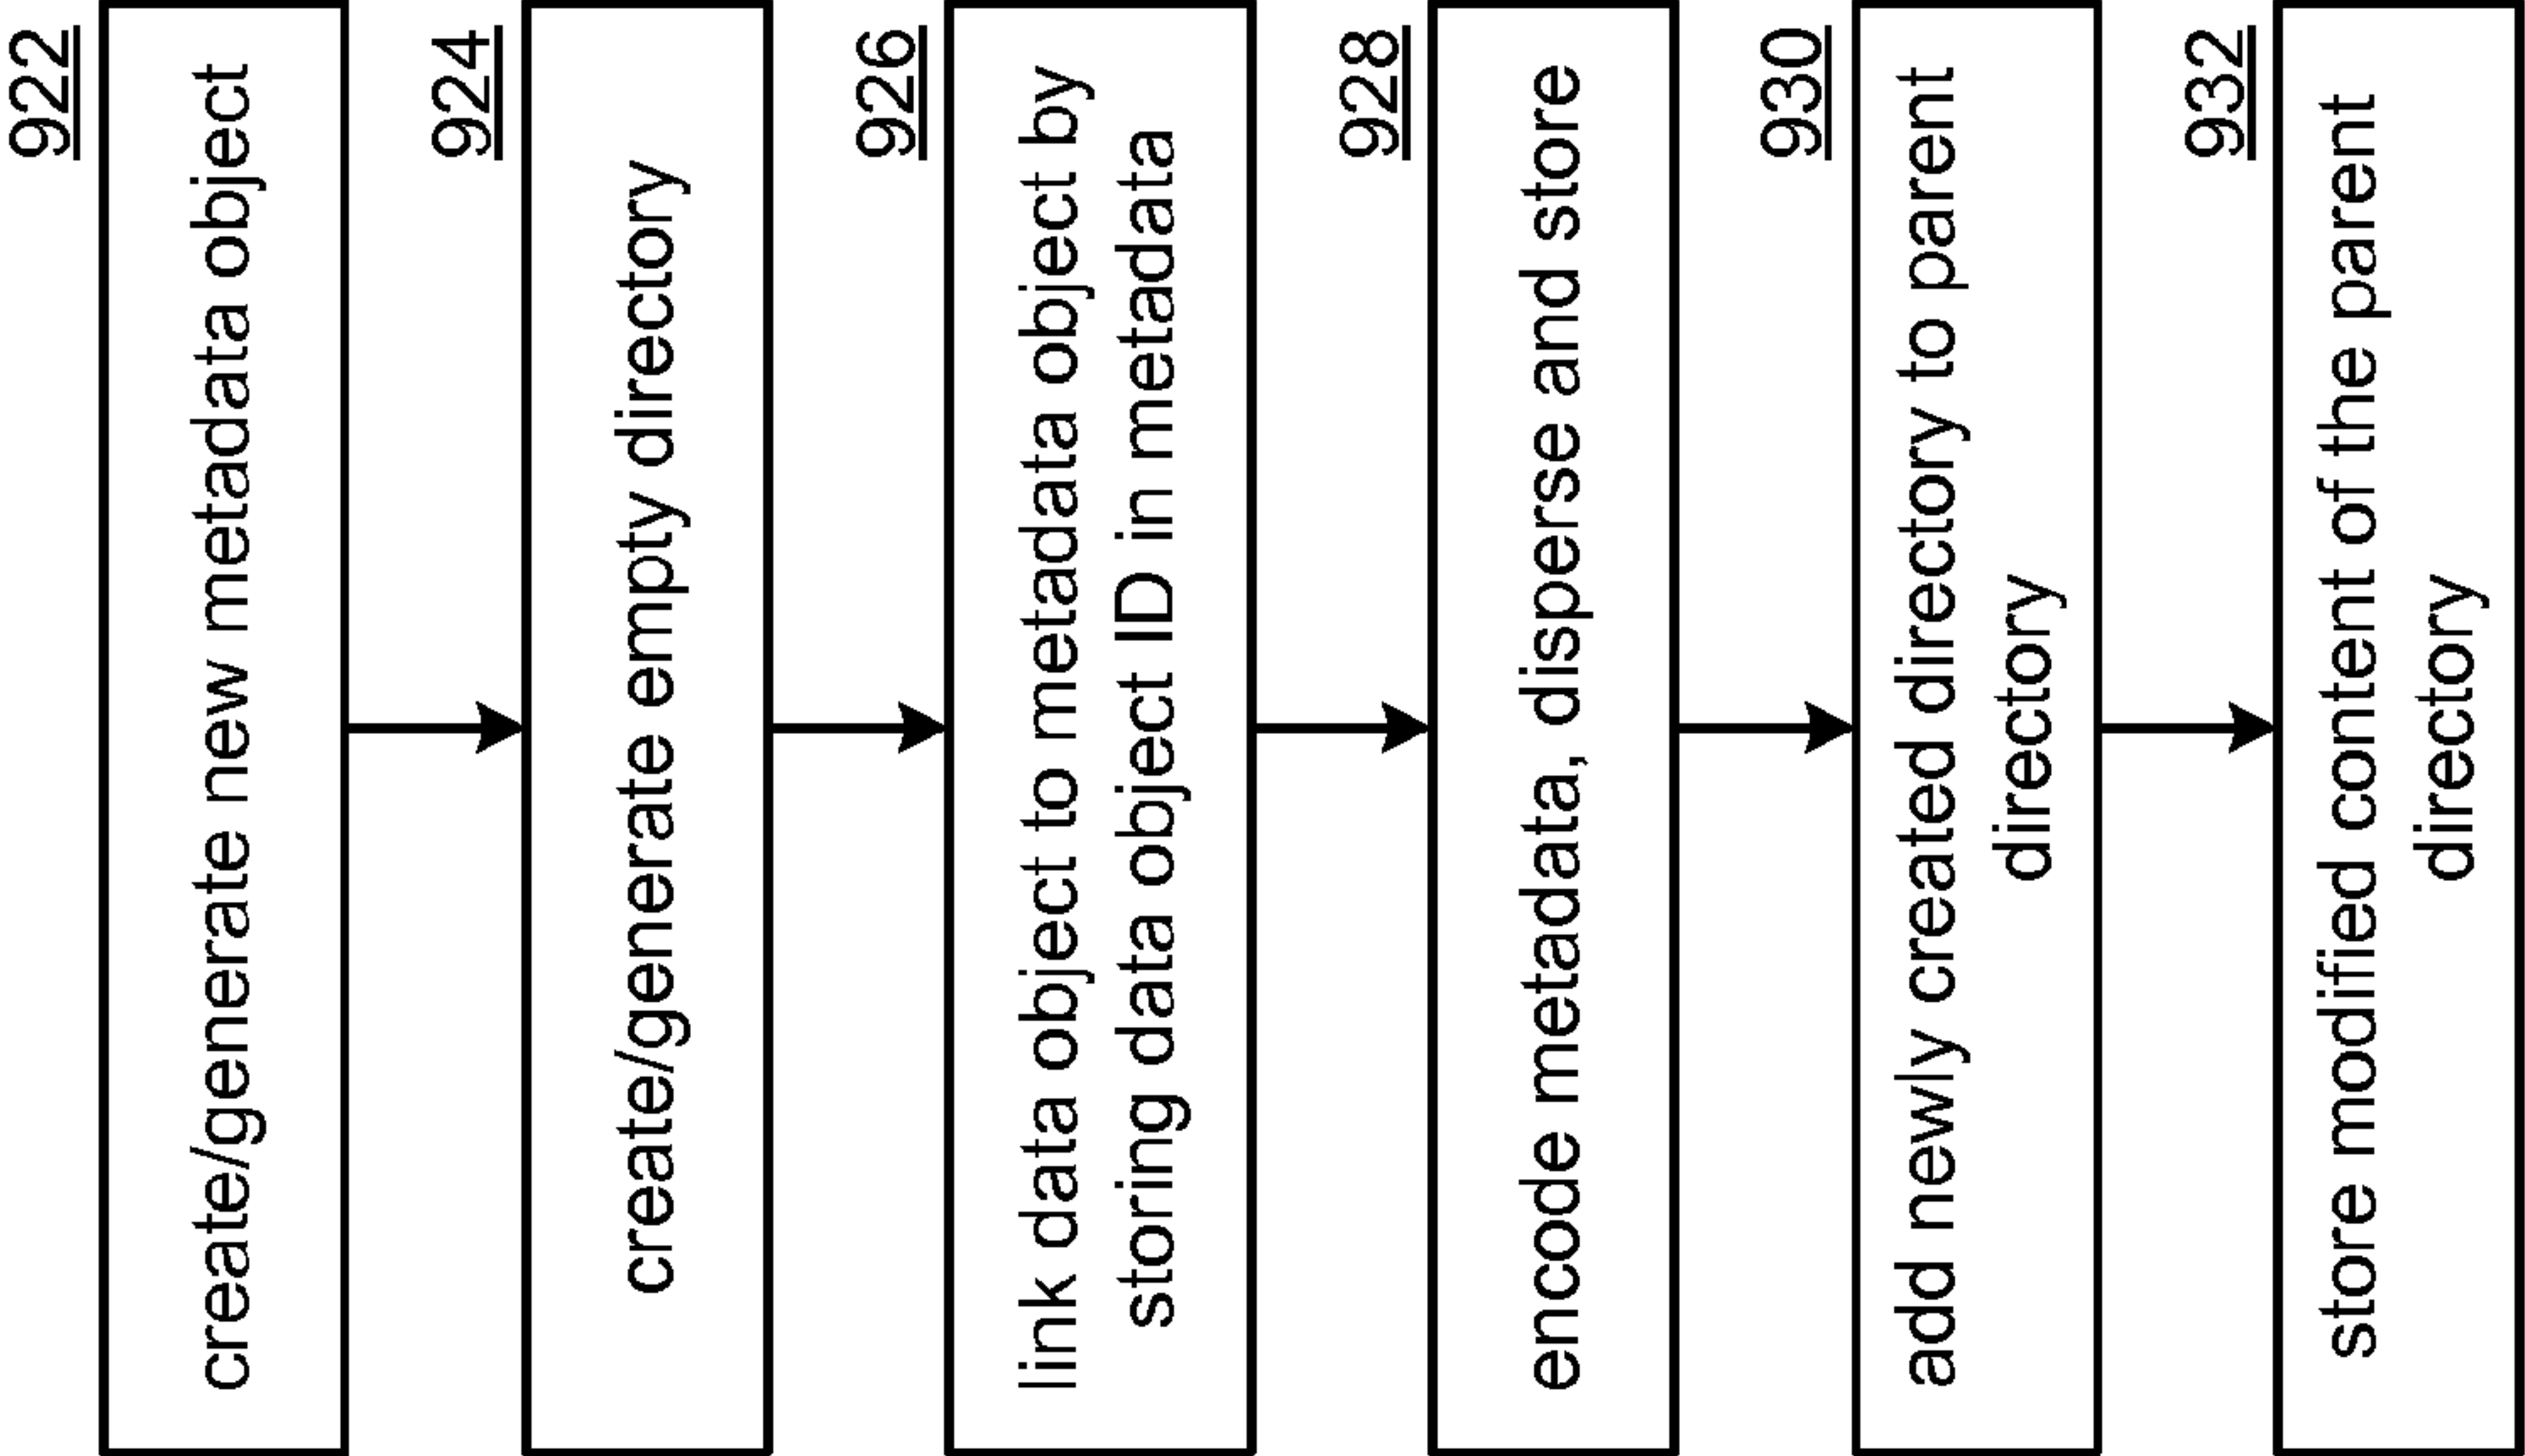 922
create/generate new metadata object
924
create/generate empty directory
926
link data object to metadata object by
storing data object ID in metadata
928
encode metadata, disperse and store
930
add newly created directory to parent
directory
932
store modified content of the parent
directory